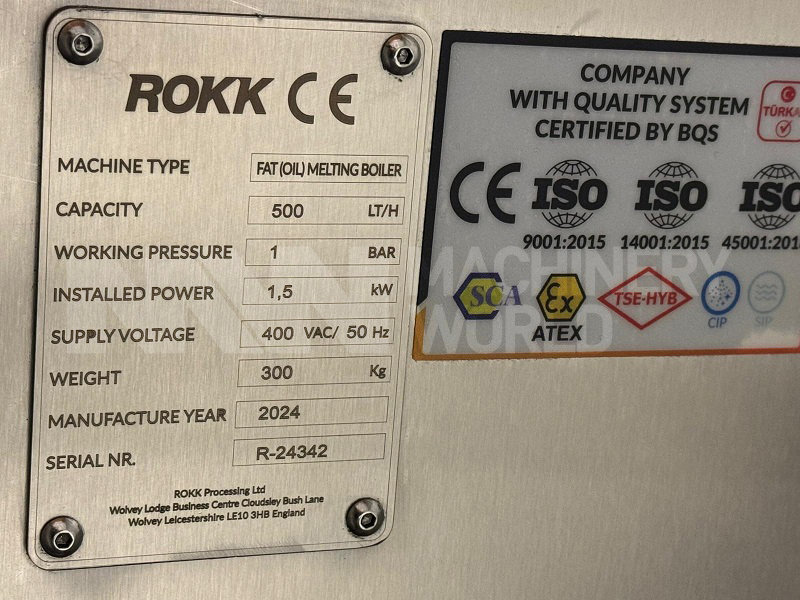 ROKK CE
MACHINE TYPE FAT (OIL) MELTING BOILER
CAPACITY 500 LT/H
WORKING PRESSURE 1 BAR
INSTALLED POWER 1,5 kW
SUPPLY VOLTAGE 400 VAC/ 50 Hz
WEIGHT 300 Kg
MANUFACTURE YEAR 2024
SERIAL NR. R-24342
ROKK Processing Ltd
Wolvey Lodge Business Centre Cloudsley Bush Lane
Wolvey Leicestershire LE10 3HB England
COMPANY
WITH QUALITY SYSTEM
CERTIFIED BY BQS
CE ISO ISO ISO
9001:2015 14001:2015 45001:201
SCA Ex TSE-HYB
ATEX CIP SIP
MACHINERY
WORLD